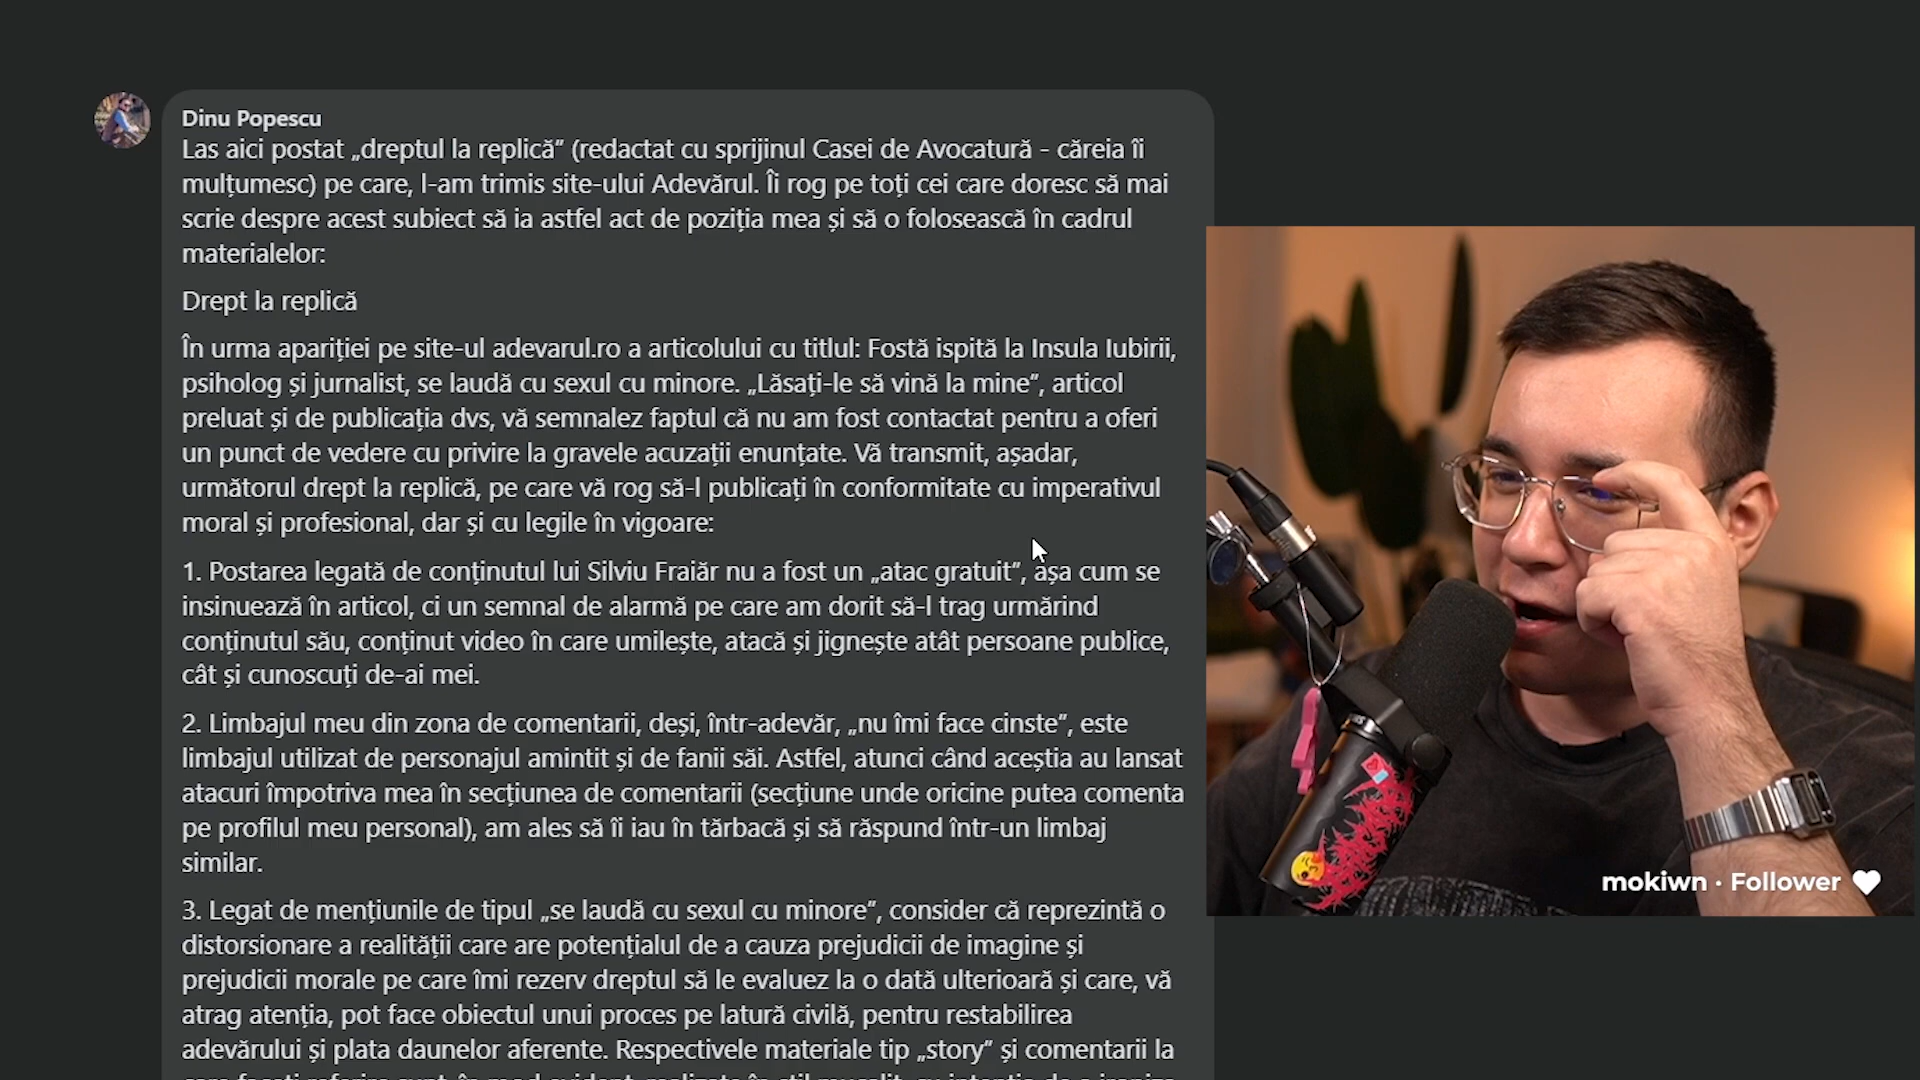 Dinu Popescu
Las aici postat „dreptul la replică” (redactat cu sprijinul Casei de Avocatură - căreia îi
mulțumesc) pe care, l-am trimis site-ului Adevărul. Îi rog pe toți cei care doresc să mai
scrie despre acest subiect să ia astfel act de poziția mea și să o folosească în cadrul
materialelor:
Drept la replică
În urma apariției pe site-ul adevarul.ro a articolului cu titlul: Fostă ispită la Insula Iubirii,
psiholog și jurnalist, se laudă cu sexul cu minore. „Lăsați-le să vină la mine”, articol
preluat și de publicația dvs, vă semnalez faptul că nu am fost contactat pentru a oferi
un punct de vedere cu privire la gravele acuzații enunțate. Vă transmit, așadar,
următorul drept la replică, pe care vă rog să-l publicați în conformitate cu imperativul
moral și profesional, dar și cu legile în vigoare:
1. Postarea legată de conținutul lui Silviu Fraiăr nu a fost un „atac gratuit”, așa cum se
insinuează în articol, ci un semnal de alarmă pe care am dorit să-l trag urmărind
conținutul său, conținut video în care umilește, atacă și jignește atât persoane publice,
cât și cunoscuți de-ai mei.
2. Limbajul meu din zona de comentarii, deși, într-adevăr, „nu îmi face cinste”, este
limbajul utilizat de personajul amintit și de fanii săi. Astfel, atunci când aceștia au lansat
atacuri împotriva mea în secțiunea de comentarii (secțiune unde oricine putea comenta
pe profilul meu personal), am ales să îi iau în tărbacă și să răspund într-un limbaj
similar.
3. Legat de mențiunile de tipul „se laudă cu sexul cu minore”, consider că reprezintă o
distorsionare a realității care are potențialul de a cauza prejudicii de imagine și
prejudicii morale pe care îmi rezerv dreptul să le evaluez la o dată ulterioară și care, vă
atrag atenția, pot face obiectul unui proces pe latură civilă, pentru restabilirea
adevărului și plata daunelor aferente. Respectivele materiale tip „story” și comentarii la
mokiwn · Follower